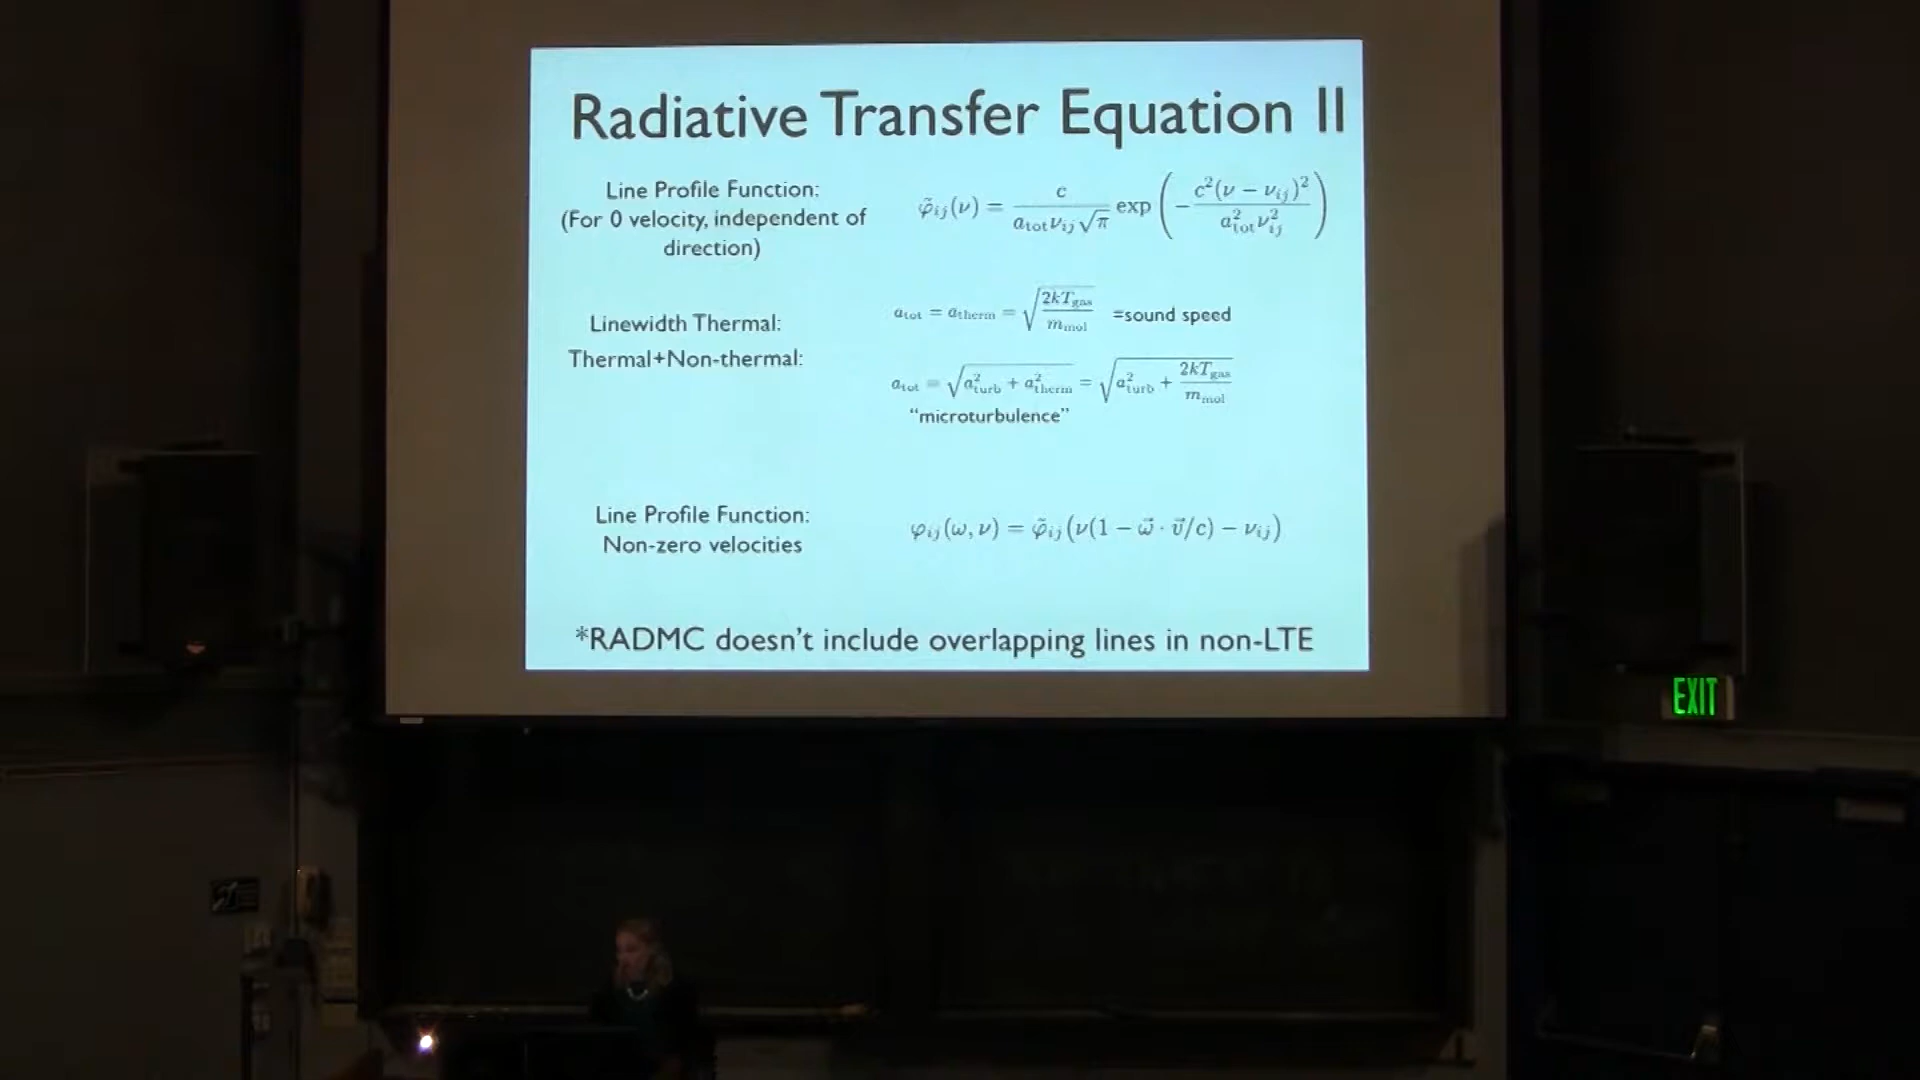 Radiative Transfer Equation II
Line Profile Function:
(For 0 velocity, independent of
direction)
φ̃ij(ν) = c / (a_tot νij √π) exp(− c²(ν − νij)² / (a²_tot ν²ij))
Linewidth Thermal:
a_tot = a_therm = √(2kT_gas / m_mol) =sound speed
Thermal+Non-thermal:
a_tot = √(a²_turb + a²_therm) = √(a²_turb + 2kT_gas / m_mol)
“microturbulence”
Line Profile Function:
Non-zero velocities
φij(ω, ν) = φ̃ij(ν(1 − ω⃗ · v⃗/c) − νij)
*RADMC doesn’t include overlapping lines in non-LTE
EXIT